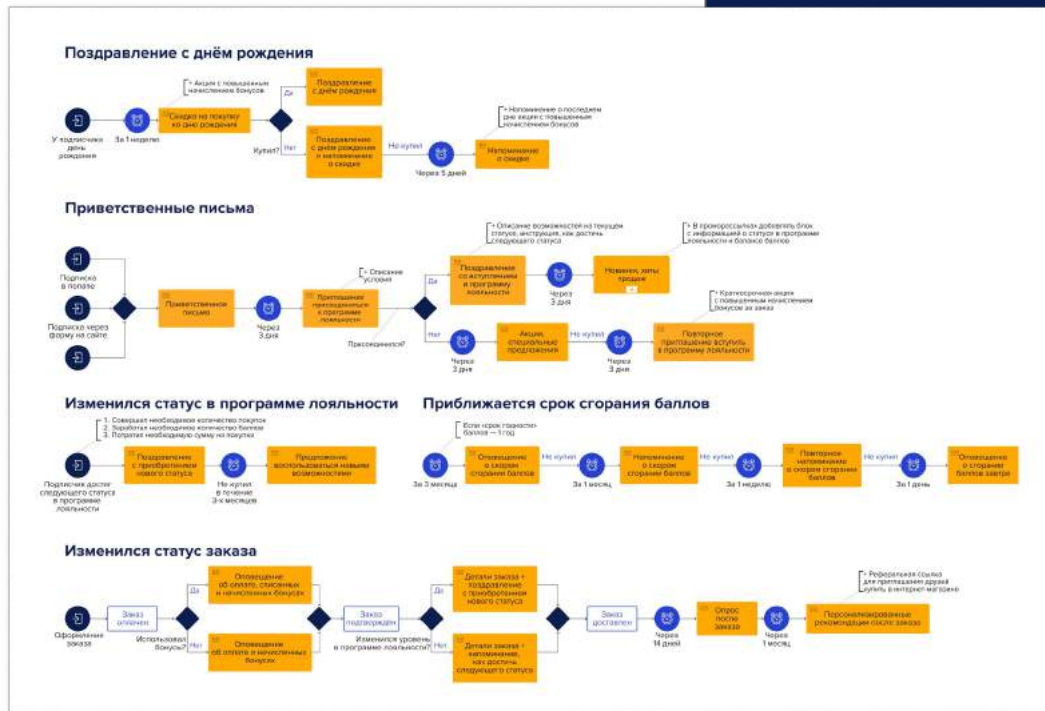 Поздравление с днём рождения
+ Акция с повышенным
начислением бонусов
Поздравление
с днём рождения
Да
Скидка на покупку
ко дню рождения
+ Напоминание о последнем
дне акции с повышенным
начислением бонусов
У подписчика
день
рождения
За 1 неделю
Купил?
Нет
Поздравление
с днём рождения
и напоминание
о скидке
Не купил
Через 5 дней
Напоминание
о скидке
Приветственные письма
+ Описание возможностей на текущем
статусе, инструкция, как достичь
следующего статуса
+ В проморассылках добавлять блок
с информацией о статусе в программе
лояльности и балансе баллов
Подписка
в попапе
+ Описание
условия
Да
Поздравление
со вступлением
в программу
лояльности
Через
3 дня
Новинки, хиты
продаж
Подписка через
форму на сайте
Приветственное
письмо
Через
3 дня
Приглашение
присоединиться
к программе
лояльности
Присоединился?
+ Краткосрочная акция
с повышенным начислением
бонусов за заказ
Нет
Через
3 дня
Акции,
специальные
предложения
Не купил
Через
3 дня
Повторное
приглашение вступить
в программу лояльности
Изменился статус в программе лояльности
1. Совершил необходимое количество покупок
2. Заработал необходимое количество баллов
3. Потратил необходимую сумму на покупки
Подписчик достиг
следующего статуса
в программе
лояльности
Поздравление
с приобретением
нового статуса
Не купил
в течение
3-х месяцев
Предложение
воспользоваться новыми
возможностями
Приближается срок сгорания баллов
Если «срок годности»
баллов — 1 год
За 3 месяца
Оповещение
о скором
сгорании баллов
Не купил
За 1 месяц
Напоминание
о скором
сгорании баллов
Не купил
За 1 неделю
Повторное
напоминание
о скором сгорании
баллов
Не купил
За 1 день
Оповещение
о сгорании
баллов завтра
Изменился статус заказа
Оформление
заказа
Заказ
оплачен
Использовал
бонусы?
Да
Оповещение
об оплате, списанных
и начисленных бонусах
Нет
Оповещение
об оплате и начисленных
бонусах
Заказ
подтверждён
Изменился уровень
в программе лояльности?
Да
Детали заказа +
поздравление
с приобретением
нового статуса
Нет
Детали заказа +
напоминание,
как достичь
следующего статуса
Заказ
доставлен
Через
14 дней
Опрос
после
заказа
Через
1 месяц
+ Реферальная ссылка
для приглашения друзей
купить в интернет-магазине
Персонализированные
рекомендации после заказа